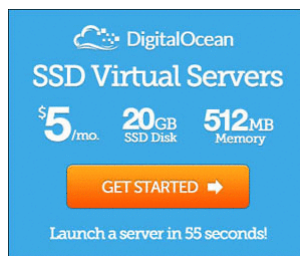 DigitalOcean
SSD Virtual Servers
$5/mo. 20GB SSD Disk 512MB Memory
GET STARTED
Launch a server in 55 seconds!